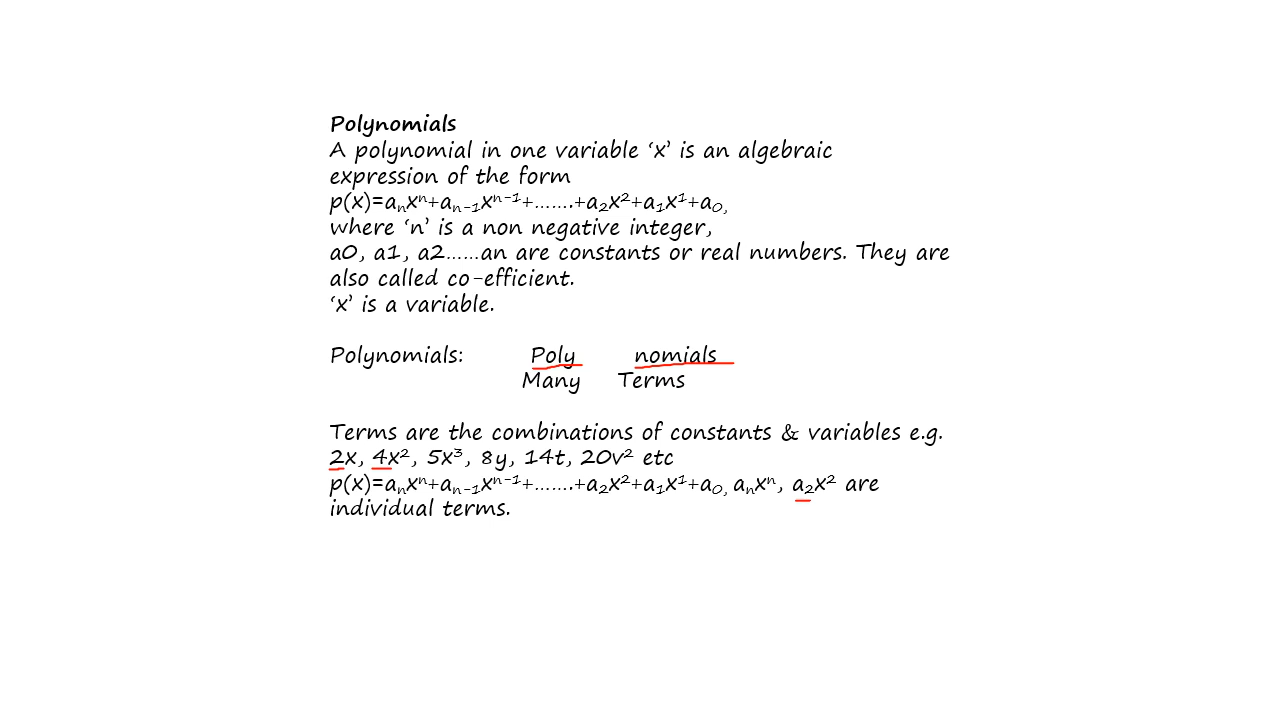 Polynomials
A polynomial in one variable ‘x’ is an algebraic
expression of the form
p(x)=aₙxⁿ+aₙ₋₁xⁿ⁻¹+…….+a₂x²+a₁x¹+a₀,
where ‘n’ is a non negative integer,
a0, a1, a2……an are constants or real numbers. They are
also called co-efficient.
‘x’ is a variable.
Polynomials: Poly nomials
Many Terms
Terms are the combinations of constants & variables e.g.
2x, 4x², 5x³, 8y, 14t, 20v² etc
p(x)=aₙxⁿ+aₙ₋₁xⁿ⁻¹+…….+a₂x²+a₁x¹+a₀, aₙxⁿ, a₂x² are
individual terms.